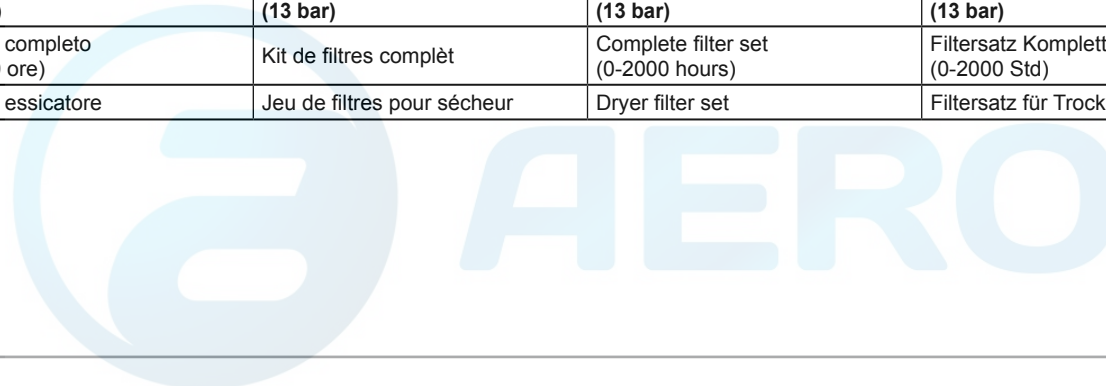 ) (13 bar) (13 bar) (13 bar)
completo Kit de filtres complèt Complete filter set Filtersatz Komplett
ore) (0-2000 hours) (0-2000 Std)
essicatore Jeu de filtres pour sécheur Dryer filter set Filtersatz für Trock
AERO